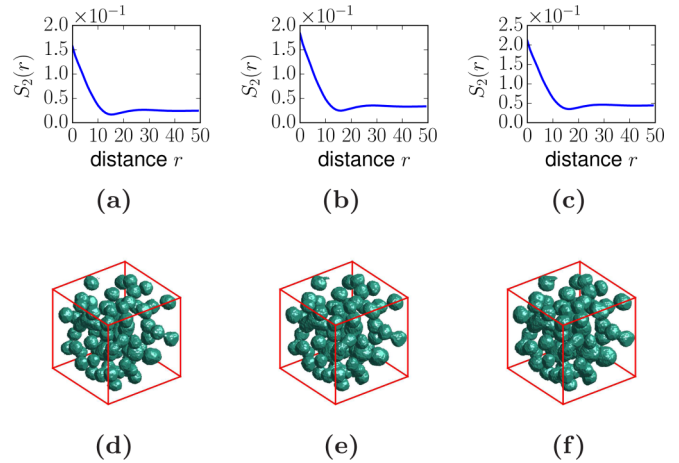 ×10⁻¹ ×10⁻¹ ×10⁻¹
2.0 2.0 2.5
1.5 1.5 2.0
1.0 1.0 1.5
0.5 0.5 1.0
0.0 0.0 0.5
0.0
S₂(r) S₂(r) S₂(r)
0 10 20 30 40 50 0 10 20 30 40 50 0 10 20 30 40 50
distance r distance r distance r
(a) (b) (c)
(d) (e) (f)